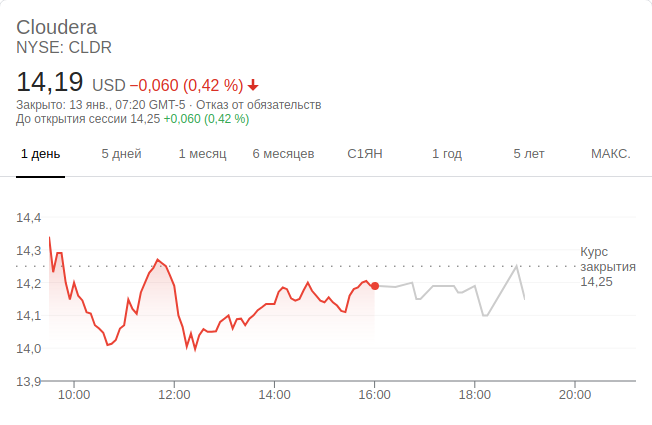 Cloudera
NYSE: CLDR
14,19 USD −0,060 (0,42 %)
Закрыто: 13 янв., 07:20 GMT-5 · Отказ от обязательств
До открытия сессии 14,25 +0,060 (0,42 %)
1 день 5 дней 1 месяц 6 месяцев С1ЯН 1 год 5 лет МАКС.
14,4
14,3
14,2
14,1
14,0
13,9
Курс
закрытия
14,25
10:00 12:00 14:00 16:00 18:00 20:00